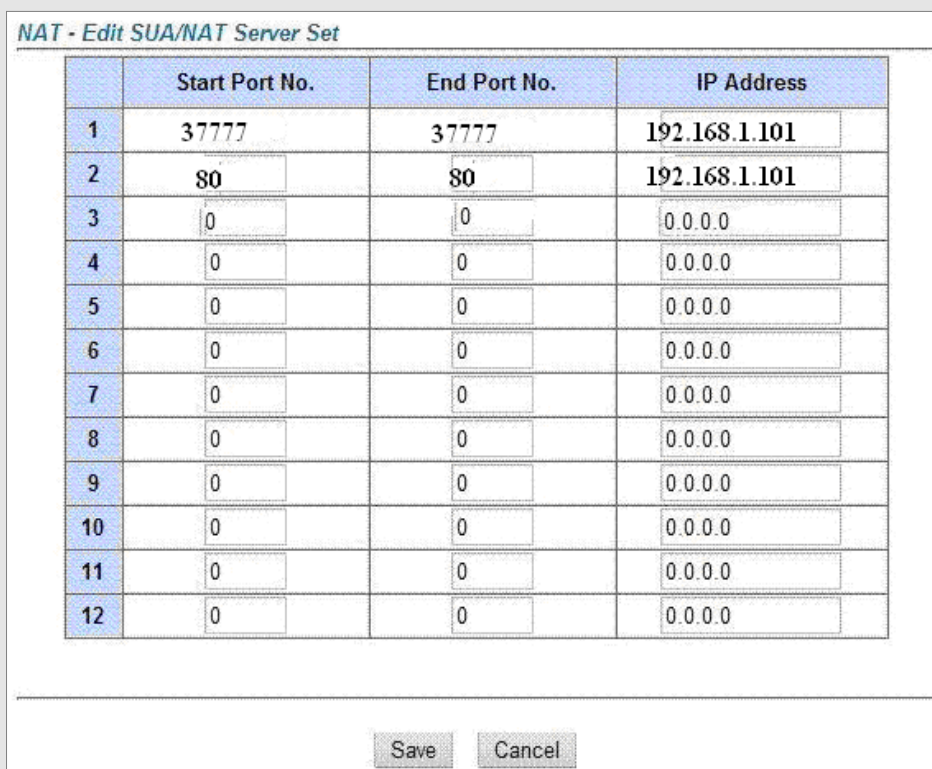 NAT - Edit SUA/NAT Server Set
Start Port No. End Port No. IP Address
1 37777 37777 192.168.1.101
2 80 80 192.168.1.101
3 0 0 0.0.0.0
4 0 0 0.0.0.0
5 0 0 0.0.0.0
6 0 0 0.0.0.0
7 0 0 0.0.0.0
8 0 0 0.0.0.0
9 0 0 0.0.0.0
10 0 0 0.0.0.0
11 0 0 0.0.0.0
12 0 0 0.0.0.0
Save Cancel